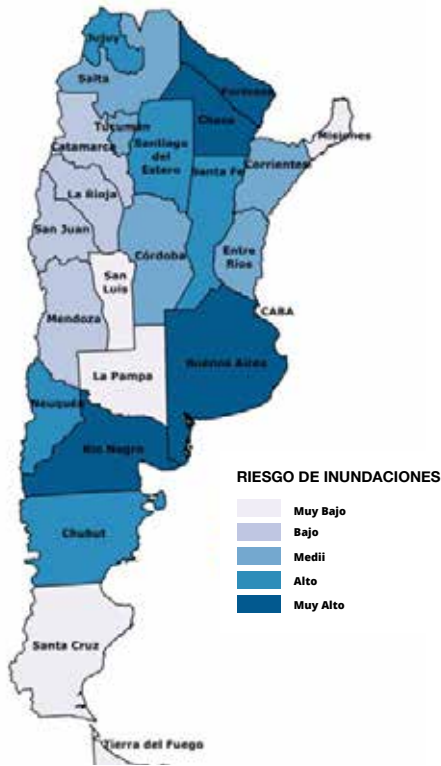 Jujuy
Salta
Formosa
Chaco
Tucumán
Misiones
Catamarca
Santiago
del
Estero
Santa Fe
Corrientes
La Rioja
San Juan
Córdoba
Entre
Ríos
San
Luis
CABA
Mendoza
La Pampa
Buenos Aires
Neuquén
Río Negro
RIESGO DE INUNDACIONES
Muy Bajo
Bajo
Medii
Alto
Muy Alto
Chubut
Santa Cruz
Tierra del Fuego